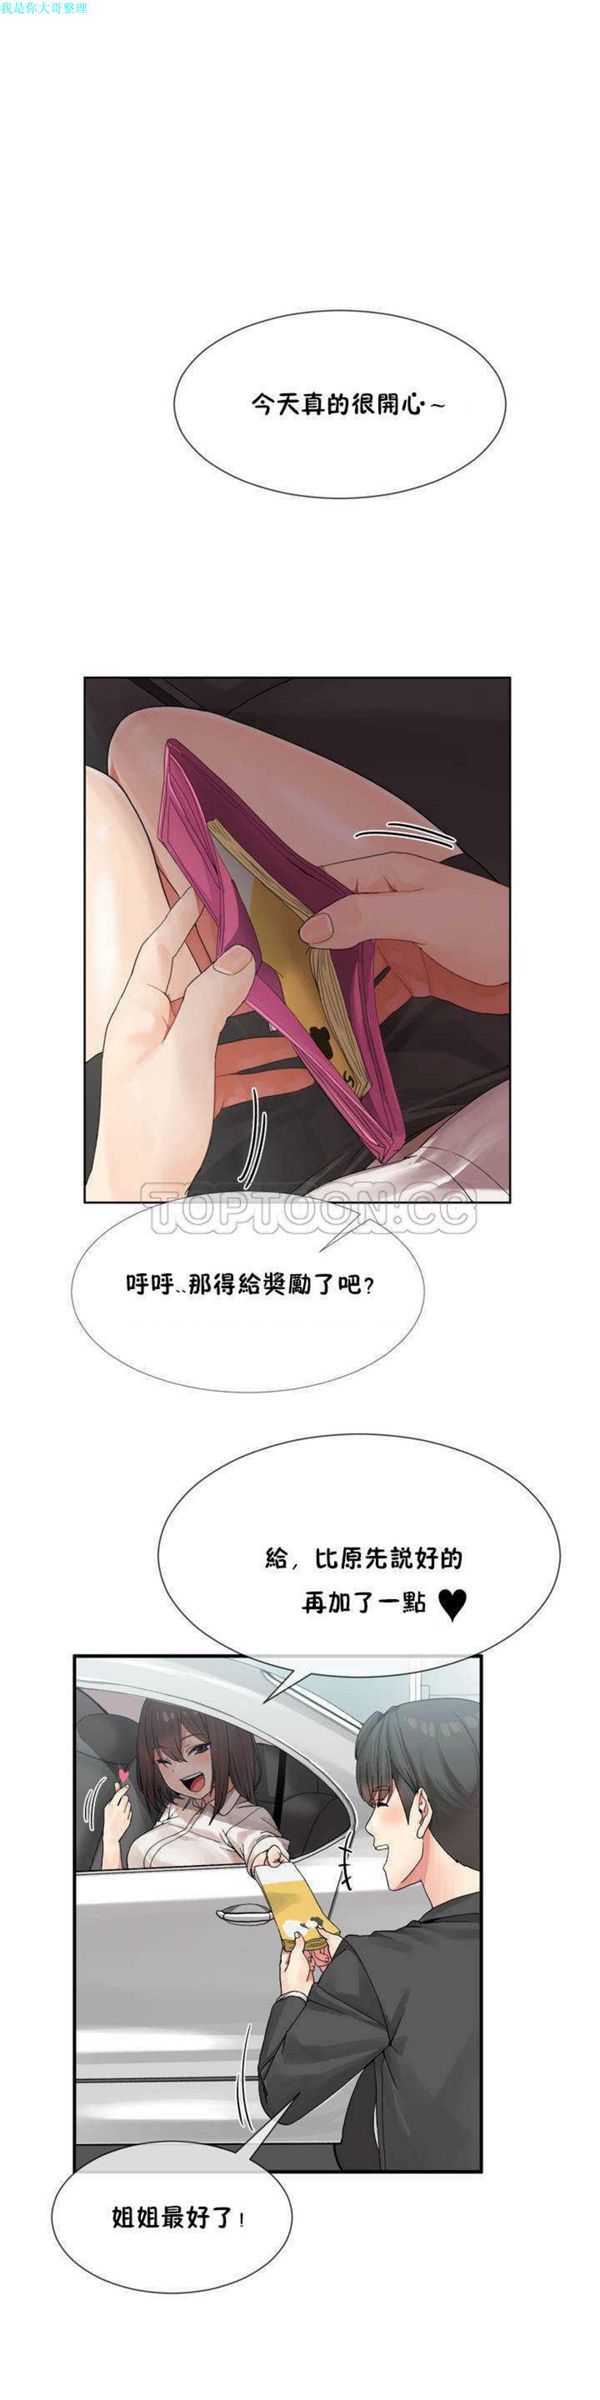 我是你大哥整理
今天真的很開心~
TOPTOON.CC
呼呼..那得給獎勵了吧?
給, 比原先說好的
再加了一點 ♥
姐姐最好了!